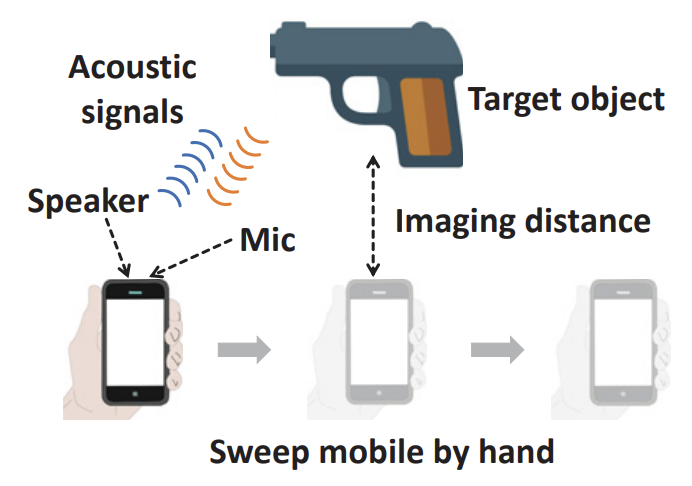 Acoustic
signals
Target object
Speaker
Mic
Imaging distance
Sweep mobile by hand